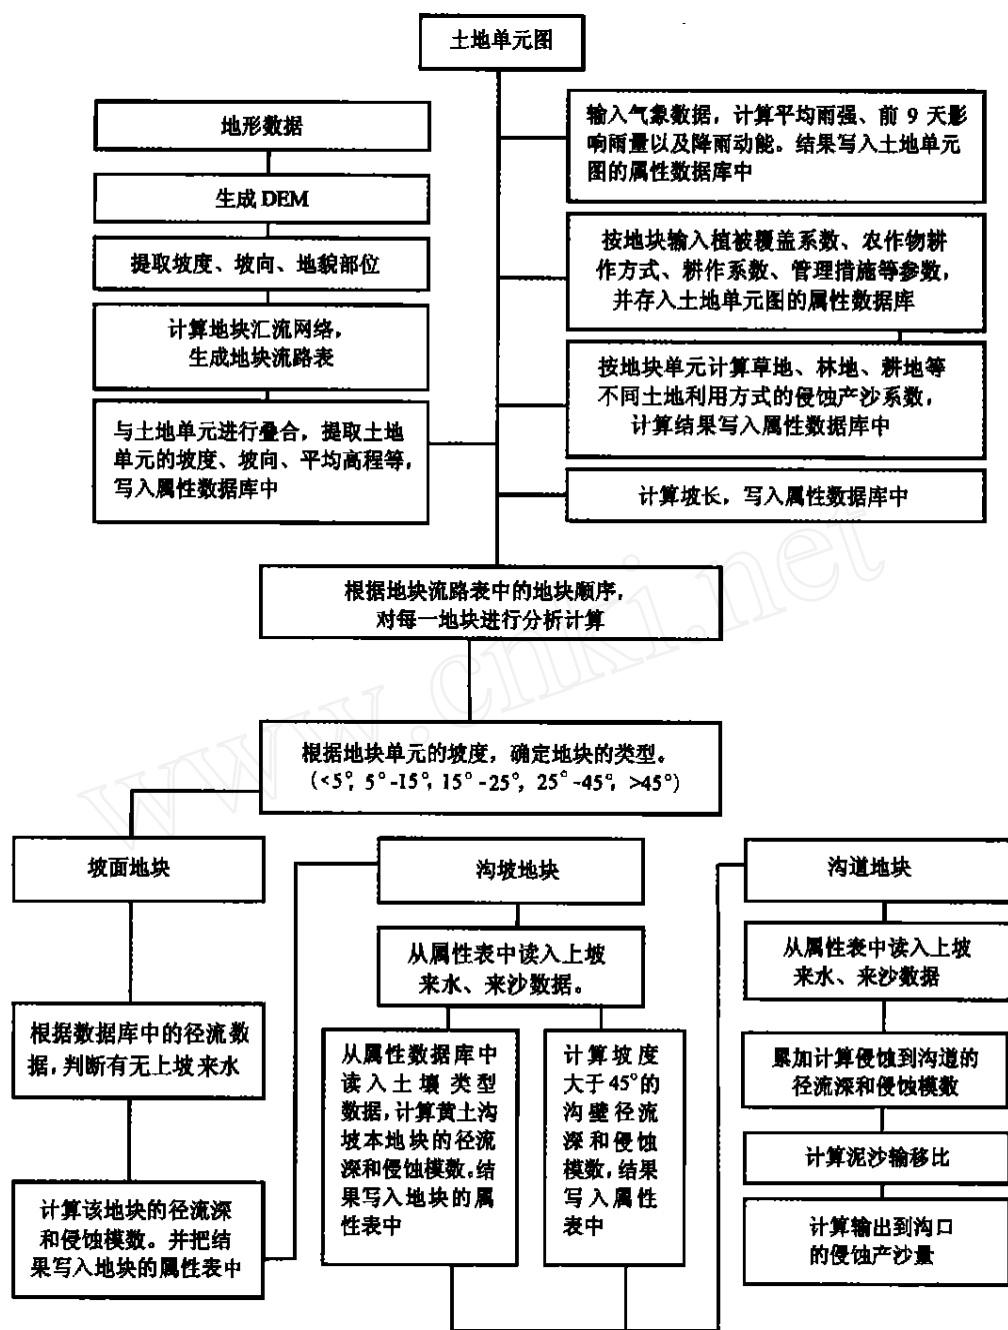 土地单元图
地形数据
生成 DEM
提取坡度、坡向、地貌部位
计算地块汇流网络，
生成地块流路表
与土地单元进行叠合，提取土地
单元的坡度、坡向、平均高程等，
写入属性数据库中
输入气象数据，计算平均雨强、前 9 天影
响雨量以及降雨动能。结果写入土地单元
图的属性数据库中
按地块输入植被覆盖系数、农作物耕
作方式、耕作系数、管理措施等参数，
并存入土地单元图的属性数据库
按地块单元计算草地、林地、耕地等
不同土地利用方式的侵蚀产沙系数，
计算结果写入属性数据库中
计算坡长，写入属性数据库中
根据地块流路表中的地块顺序，
对每一地块进行分析计算
根据地块单元的坡度，确定地块的类型。
(<5°, 5°-15°, 15°-25°, 25°-45°, >45°)
坡面地块
根据数据库中的径流数
据，判断有无上坡来水
计算该地块的径流深
和侵蚀模数。并把结
果写入地块的属性表中
沟坡地块
从属性表中读入上坡
来水、来沙数据。
从属性数据库中
读入土壤类型
数据，计算黄土沟
坡本地块的径流
深和侵蚀模数。结
果写入地块的属
性表中
计算坡度
大于45°的
沟壁径流
深和侵蚀
模数，结果
写入属性
表中
沟道地块
从属性表中读入上坡
来水、来沙数据
累加计算侵蚀到沟道的
径流深和侵蚀模数
计算泥沙输移比
计算输出到沟口
的侵蚀产沙量
www.cnki.net